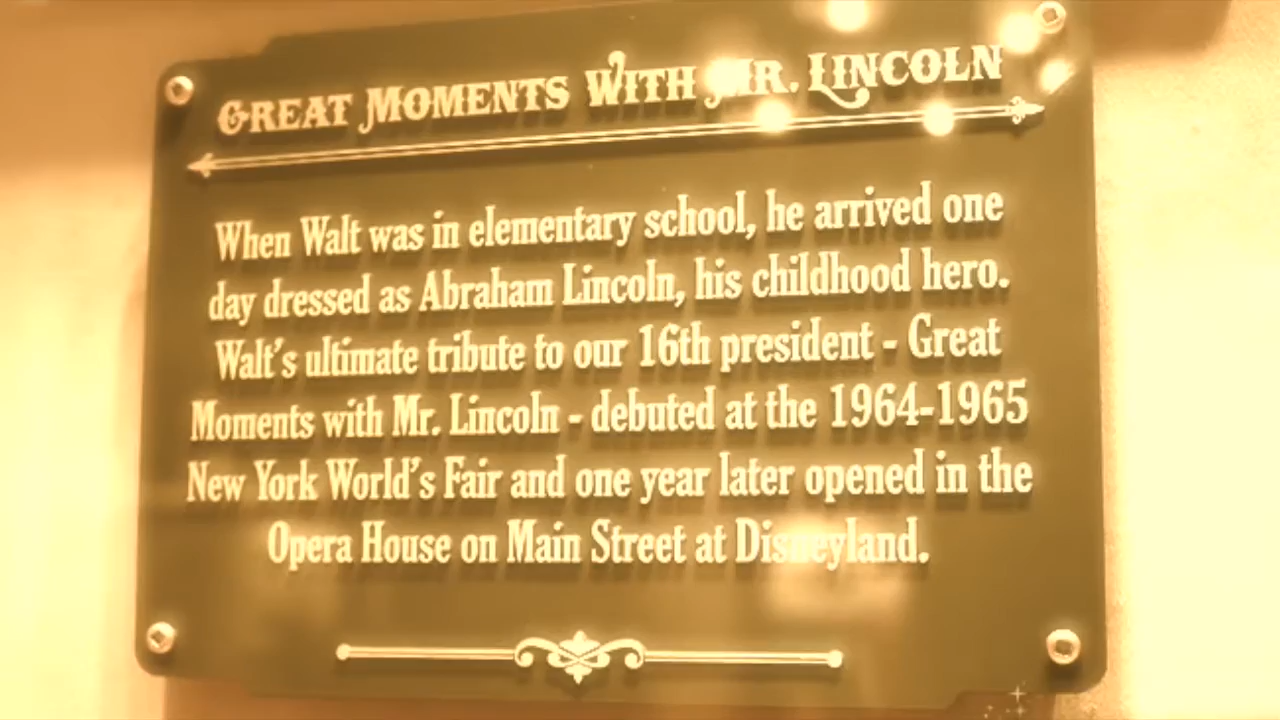 GREAT MOMENTS WITH MR. LINCOLN
When Walt was in elementary school, he arrived one
day dressed as Abraham Lincoln, his childhood hero.
Walt's ultimate tribute to our 16th president - Great
Moments with Mr. Lincoln - debuted at the 1964-1965
New York World's Fair and one year later opened in the
Opera House on Main Street at Disneyland.